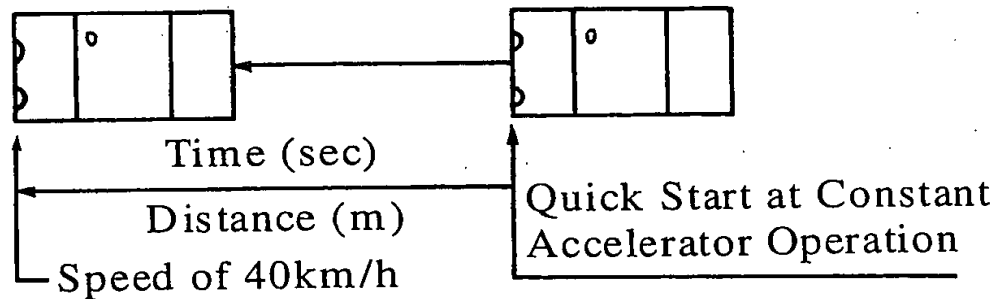 Time (sec)
Distance (m)
Speed of 40km/h
Quick Start at Constant
Accelerator Operation